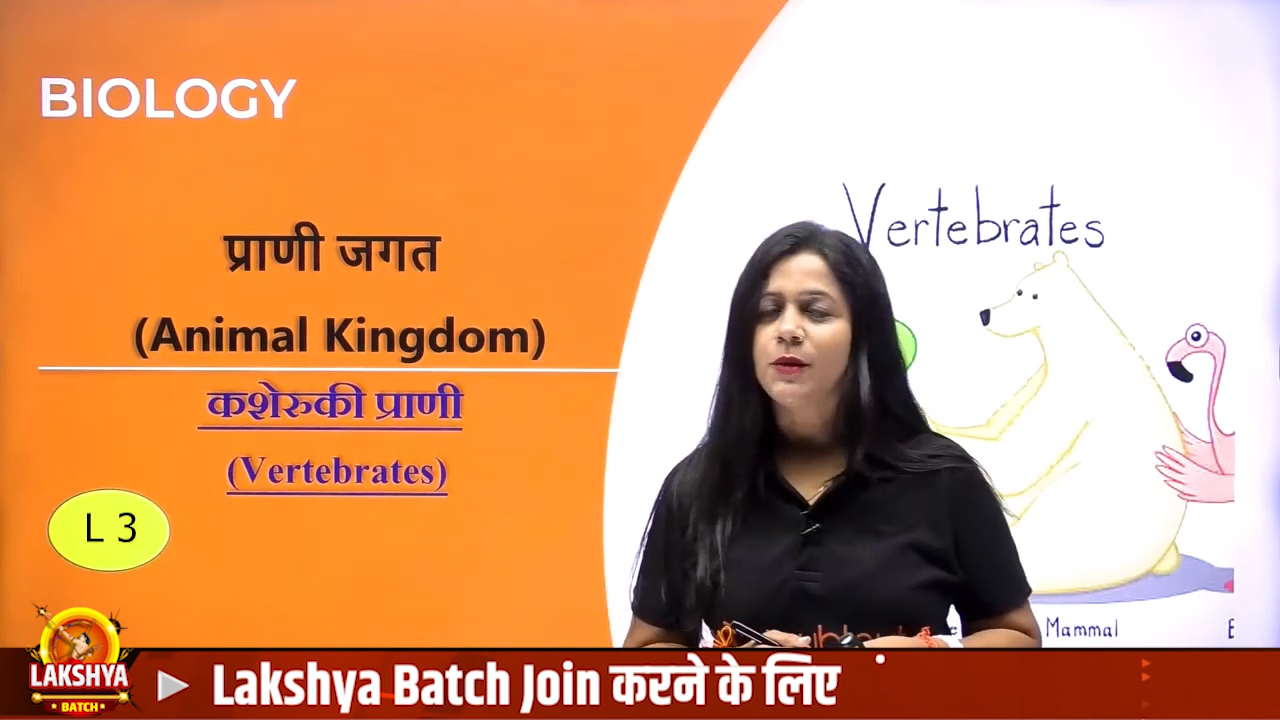 BIOLOGY
प्राणी जगत
(Animal Kingdom)
कशेरुकी प्राणी
(Vertebrates)
L 3
Vertebrates
Mammal
LAKSHYA
BATCH
Lakshya Batch Join करने के लिए